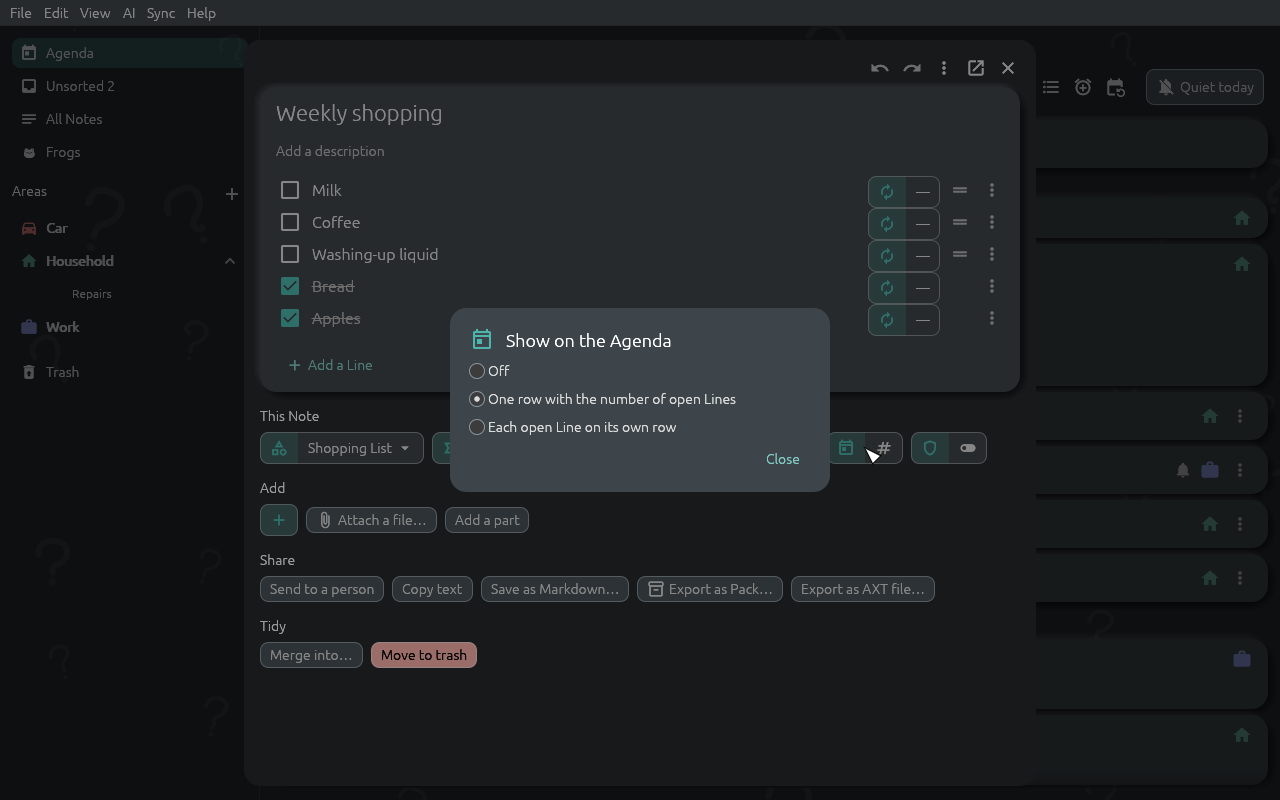 File Edit View AI Sync Help
Agenda
Unsorted 2
All Notes
Frogs
Areas
Car
Household
Repairs
Work
Trash
Quiet today
Weekly shopping
Add a description
Milk
Coffee
Washing-up liquid
Bread
Apples
Add a Line
Show on the Agenda
Off
One row with the number of open Lines
Each open Line on its own row
Close
This Note
Shopping List
Add
Attach a file…
Add a part
Share
Send to a person
Copy text
Save as Markdown…
Export as Pack…
Export as AXT file…
Tidy
Merge into…
Move to trash